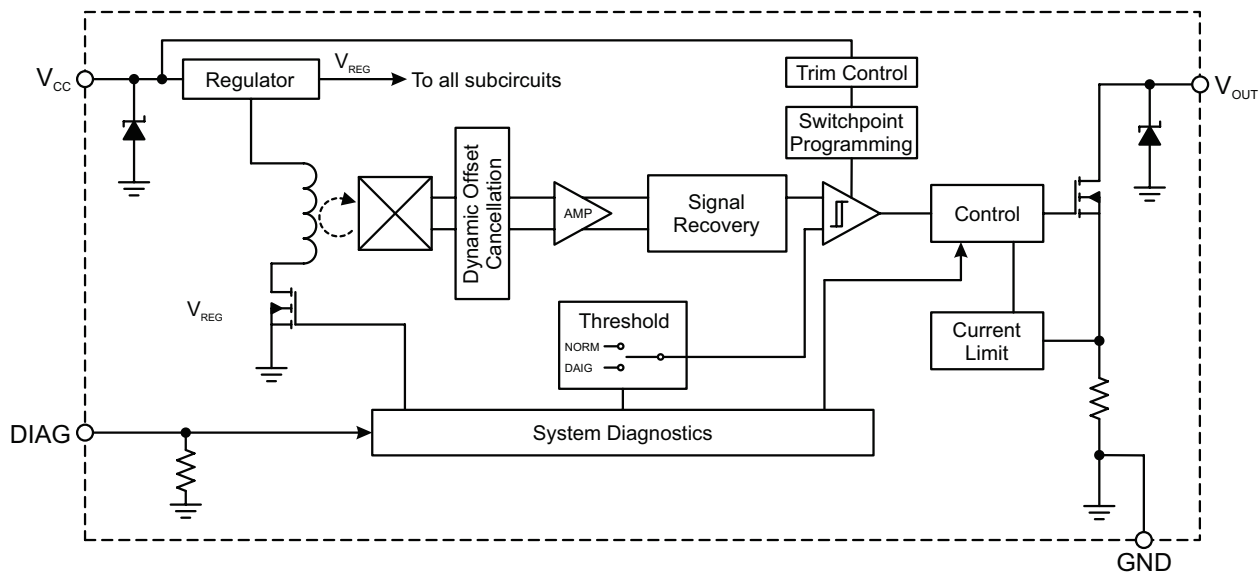 VCC
Regulator
VREG
To all subcircuits
Trim Control
Switchpoint
Programming
VOUT
Dynamic Offset
Cancellation
AMP
Signal
Recovery
Control
VREG
Threshold
NORM
DAIG
Current
Limit
DIAG
System Diagnostics
GND